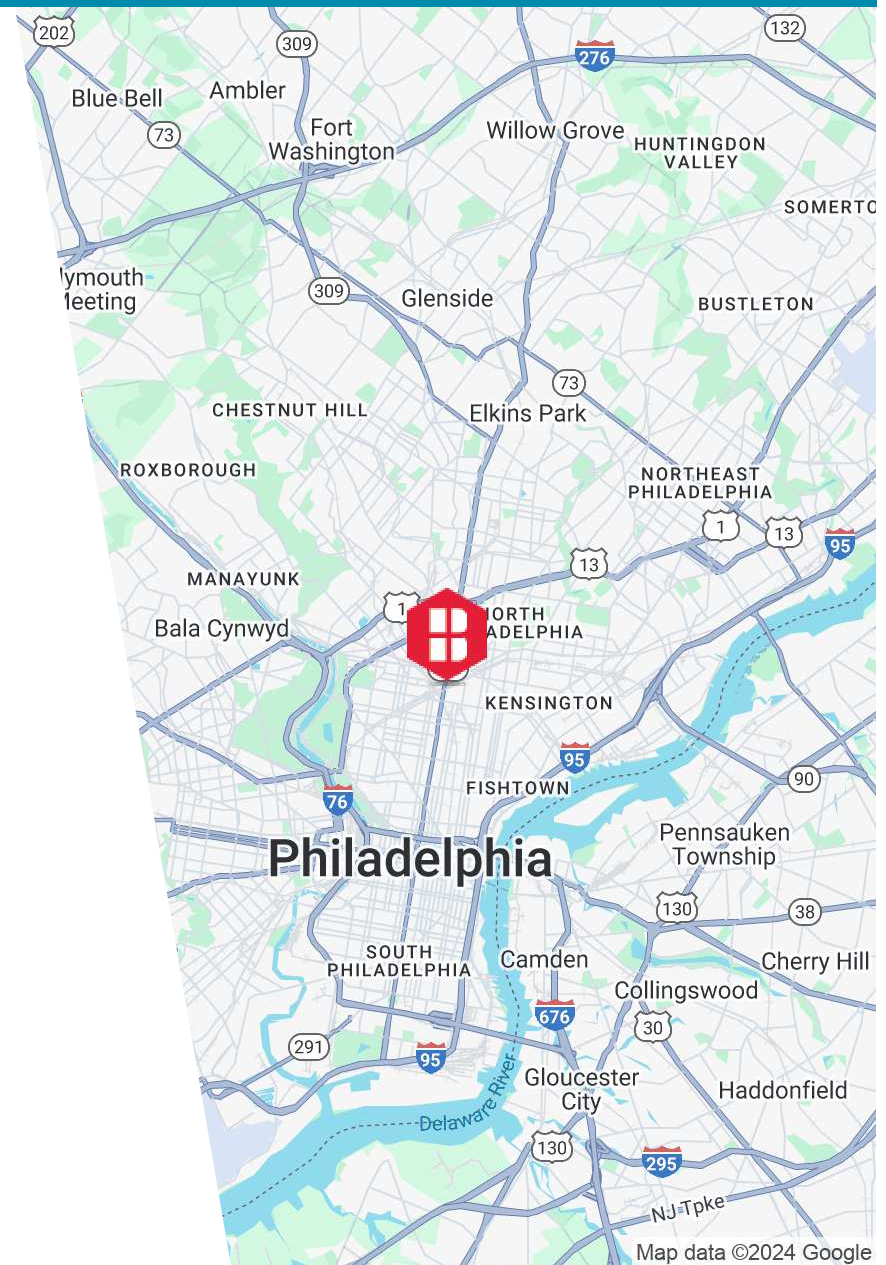 202
309
132
276
Blue Bell
Ambler
73
Fort
Washington
Willow Grove
HUNTINGDON
VALLEY
SOMERTO
lymouth
Meeting
309
Glenside
BUSTLETON
73
CHESTNUT HILL
Elkins Park
ROXBOROUGH
NORTHEAST
PHILADELPHIA
1
13
95
13
MANAYUNK
1
NORTH
ADELPHIA
Bala Cynwyd
KENSINGTON
95
90
FISHTOWN
76
Pennsauken
Township
Philadelphia
130
38
SOUTH
PHILADELPHIA
Camden
Cherry Hill
Collingswood
676
30
291
95
Gloucester
City
Haddonfield
Delaware River
130
295
NJ Tpke
Map data ©2024 Google